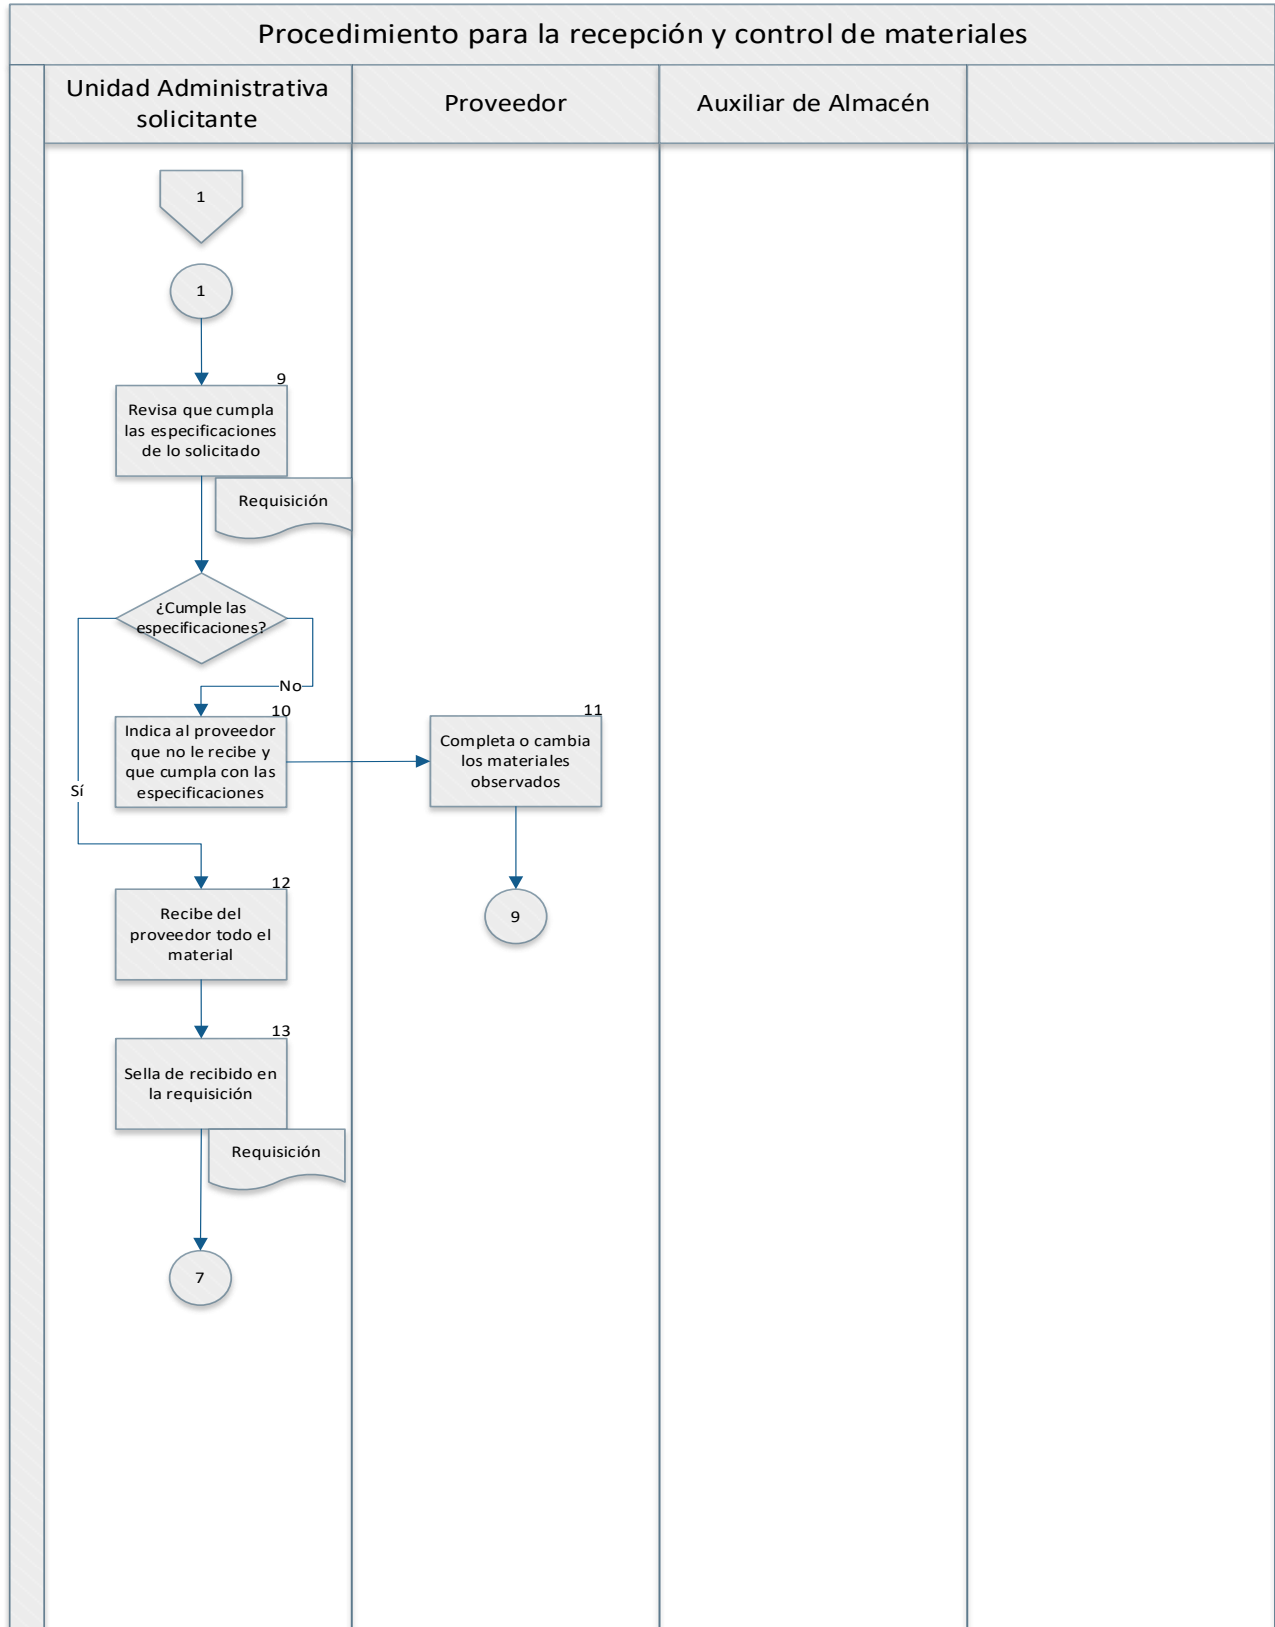 Procedimiento para la recepción y control de materiales
Unidad Administrativa
solicitante
Proveedor
Auxiliar de Almacén
1
1
9
Revisa que cumpla
las especificaciones
de lo solicitado
Requisición
¿Cumple las
especificaciones?
No
10
Indica al proveedor
que no le recibe y
que cumpla con las
especificaciones
11
Completa o cambia
los materiales
observados
Sí
12
Recibe del
proveedor todo el
material
9
13
Sella de recibido en
la requisición
Requisición
7